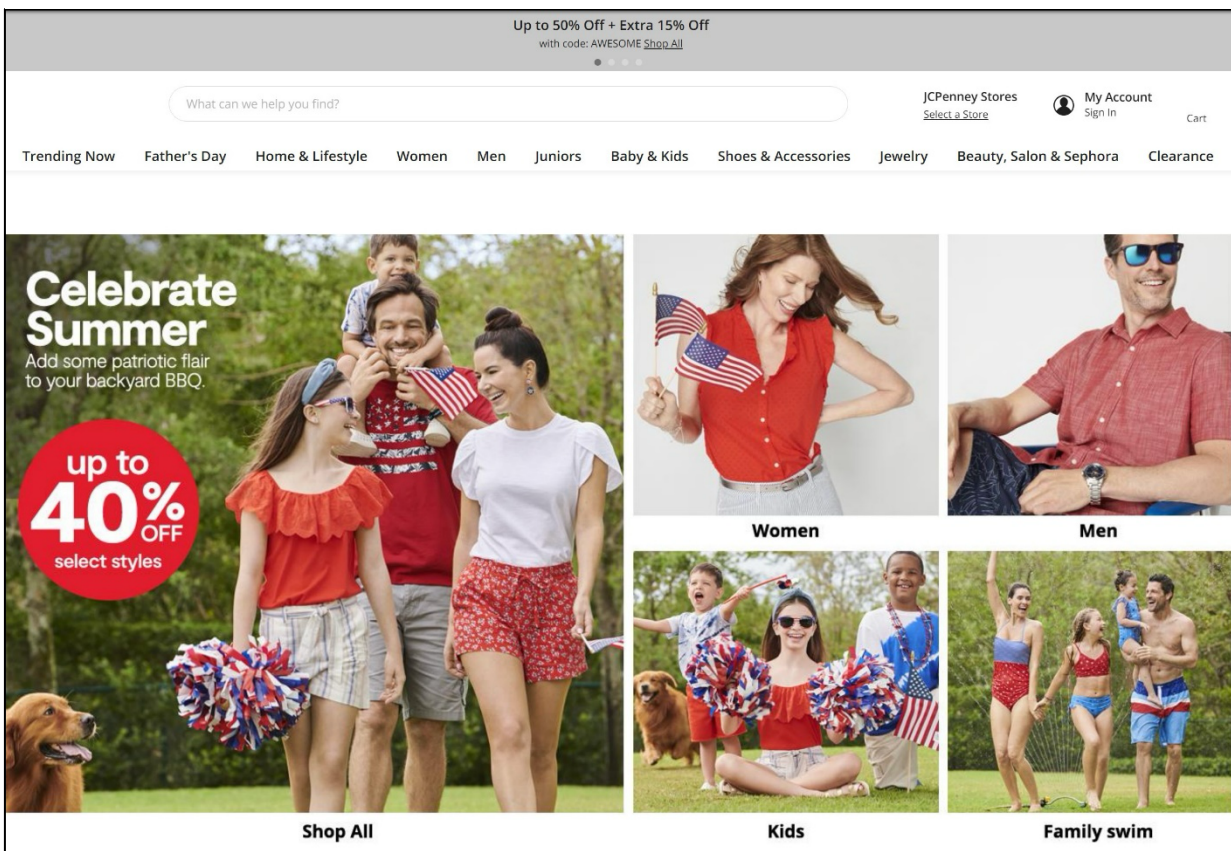 Up to 50% Off + Extra 15% Off
with code: AWESOME Shop All
What can we help you find?
JCPenney Stores
Select a Store
My Account
Sign In
Cart
Trending Now Father's Day Home & Lifestyle Women Men Juniors Baby & Kids Shoes & Accessories Jewelry Beauty, Salon & Sephora Clearance
Celebrate
Summer
Add some patriotic flair
to your backyard BBQ.
up to
40% OFF
select styles
Women
Men
Shop All
Kids
Family swim